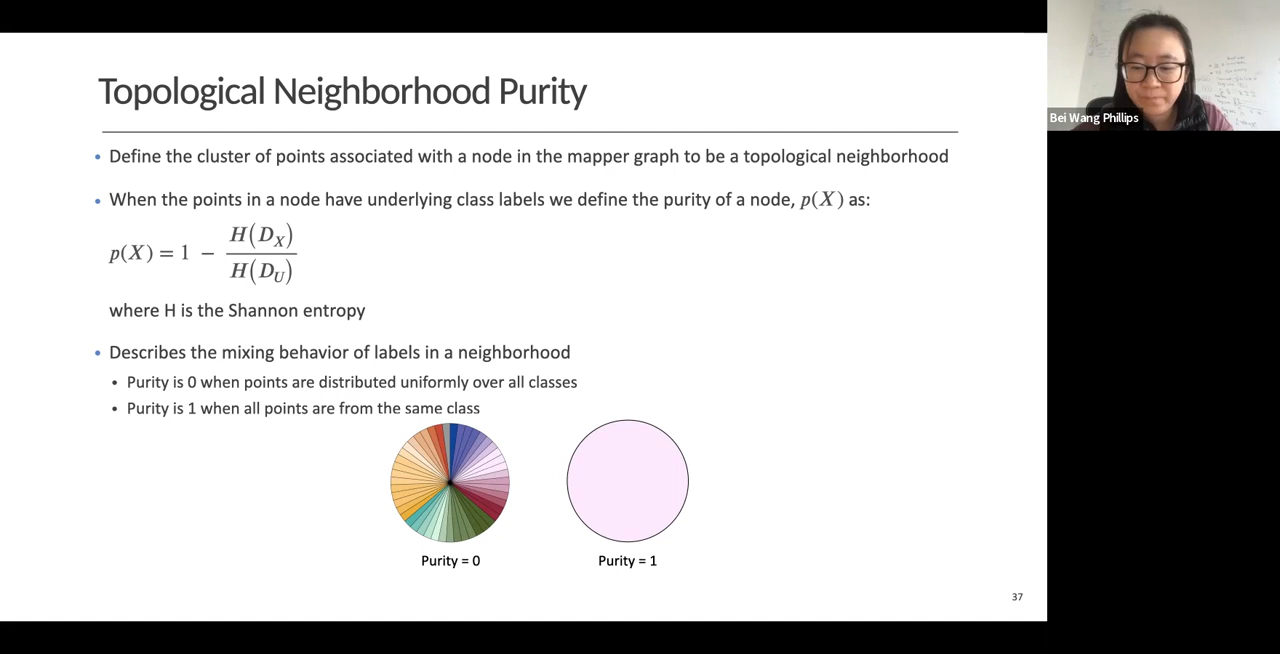 Topological Neighborhood Purity
Bei Wang Phillips
• Define the cluster of points associated with a node in the mapper graph to be a topological neighborhood
• When the points in a node have underlying class labels we define the purity of a node, p(X) as:
p(X) = 1 − H(D_X) / H(D_U)
where H is the Shannon entropy
• Describes the mixing behavior of labels in a neighborhood
• Purity is 0 when points are distributed uniformly over all classes
• Purity is 1 when all points are from the same class
Purity = 0
Purity = 1
37